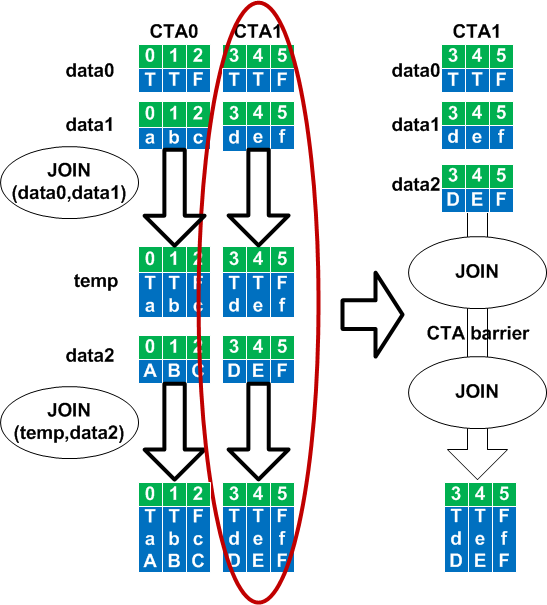 CTA0 CTA1
data0
0 1 2 3 4 5
T T F T T F
data1
0 1 2 3 4 5
a b c d e f
JOIN
(data0,data1)
temp
0 1 2 3 4 5
T T F T T F
a b c d e f
data2
0 1 2 3 4 5
A B C D E F
JOIN
(temp,data2)
0 1 2 3 4 5
T T F T T F
a b c d e f
A B C D E F
CTA1
data0
3 4 5
T T F
data1
3 4 5
d e f
data2
3 4 5
D E F
JOIN
CTA barrier
JOIN
3 4 5
T T F
d e f
D E F